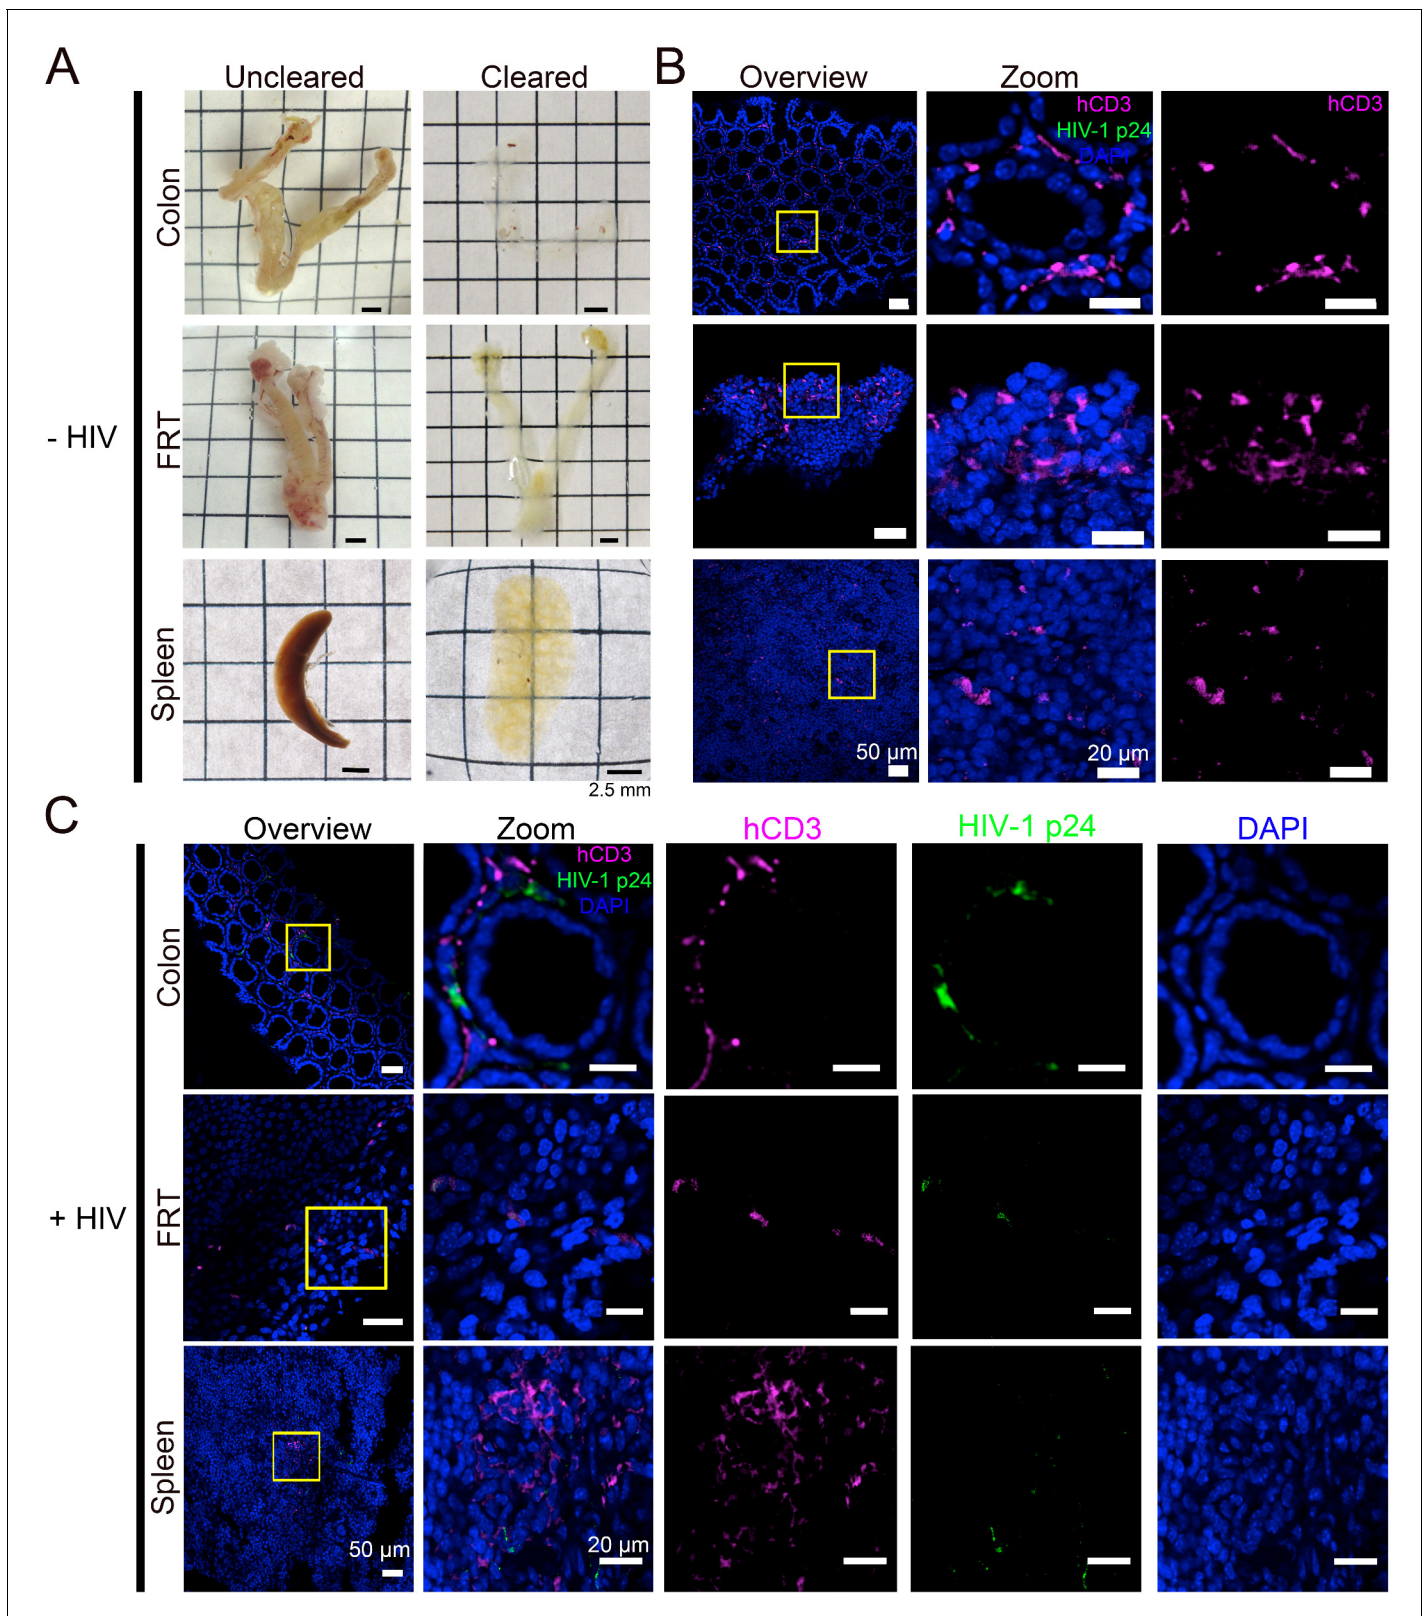 A
Uncleared
Cleared
- HIV
Colon
FRT
Spleen
2.5 mm
B
Overview
Zoom
hCD3
HIV-1 p24
DAPI
hCD3
50 µm
20 µm
C
Overview
Zoom
hCD3
HIV-1 p24
DAPI
+ HIV
Colon
FRT
Spleen
hCD3
HIV-1 p24
DAPI
50 µm
20 µm